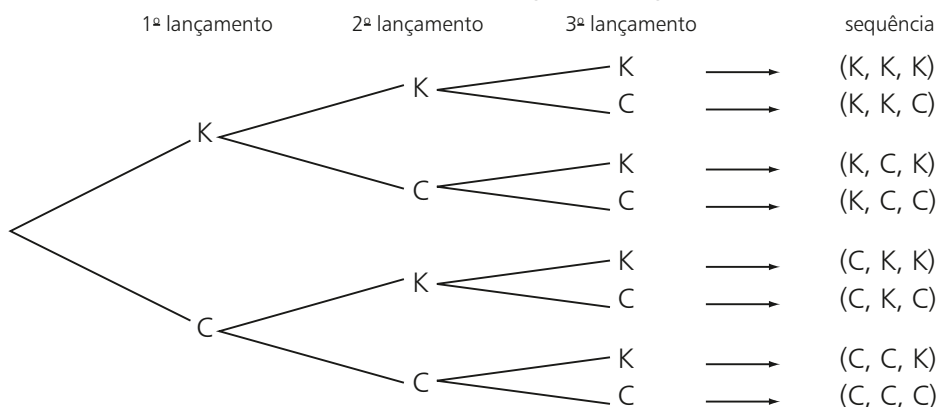 1º lançamento 2º lançamento 3º lançamento sequência
K (K, K, K)
K
C (K, K, C)
K
K (K, C, K)
C
C (K, C, C)
K (C, K, K)
K
C (C, K, C)
C
K (C, C, K)
C
C (C, C, C)